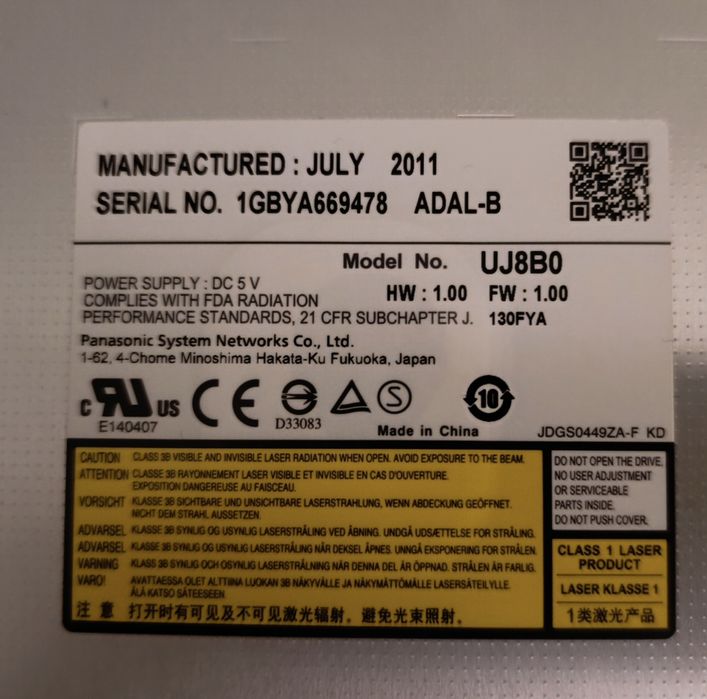 MANUFACTURED : JULY 2011
SERIAL NO. 1GBYA669478 ADAL-B
Model No. UJ8B0
POWER SUPPLY : DC 5 V
HW : 1.00 FW : 1.00
COMPLIES WITH FDA RADIATION
PERFORMANCE STANDARDS, 21 CFR SUBCHAPTER J. 130FYA
Panasonic System Networks Co., Ltd.
1-62, 4-Chome Minoshima Hakata-Ku Fukuoka, Japan
c RU US CE S 10
E140407 D33083 Made in China JDGS0449ZA-F KD
CAUTION CLASS 3B VISIBLE AND INVISIBLE LASER RADIATION WHEN OPEN. AVOID EXPOSURE TO THE BEAM.
ATTENTION CLASSE 3B RAYONNEMENT LASER VISIBLE ET INVISIBLE EN CAS D'OUVERTURE.
EXPOSITION DANGEREUSE AU FAISCEAU.
VORSICHT KLASSE 3B SICHTBARE UND UNSICHTBARE LASERSTRAHLUNG, WENN ABDECKUNG GEÖFFNET.
NICHT DEM STRAHL AUSSETZEN.
ADVARSEL KLASSE 3B SYNLIG OG USYNLIG LASERSTRÅLING VED ÅBNING. UNDGÅ UDSÆTTELSE FOR STRÅLING.
ADVARSEL KLASSE 3B SYNLIG OG USYNLIG LASERSTRÅLING NÅR DEKSEL ÅPNES. UNNGÅ EKSPONERING FOR STRÅLEN.
VARNING KLASS 3B SYNLIG OCH OSYNLIG LASERSTRÅLNING NÄR DENNA DEL ÄR ÖPPNAD. STRÅLEN ÄR FARLIG.
VARO! AVATTAESSA OLET ALTTIINA LUOKAN 3B NÄKYVÄLLE JA NÄKYMÄTTÖMÄLLE LASERSÄTEILYLLE.
ÄLÄ KATSO SÄTEESEEN.
注 意 打开时有可见及不可见激光辐射。避免光束照射。
DO NOT OPEN THE DRIVE.
NO USER ADJUSTMENT
OR SERVICEABLE
PARTS INSIDE.
DO NOT PUSH COVER.
CLASS 1 LASER
PRODUCT
LASER KLASSE 1
1类激光产品